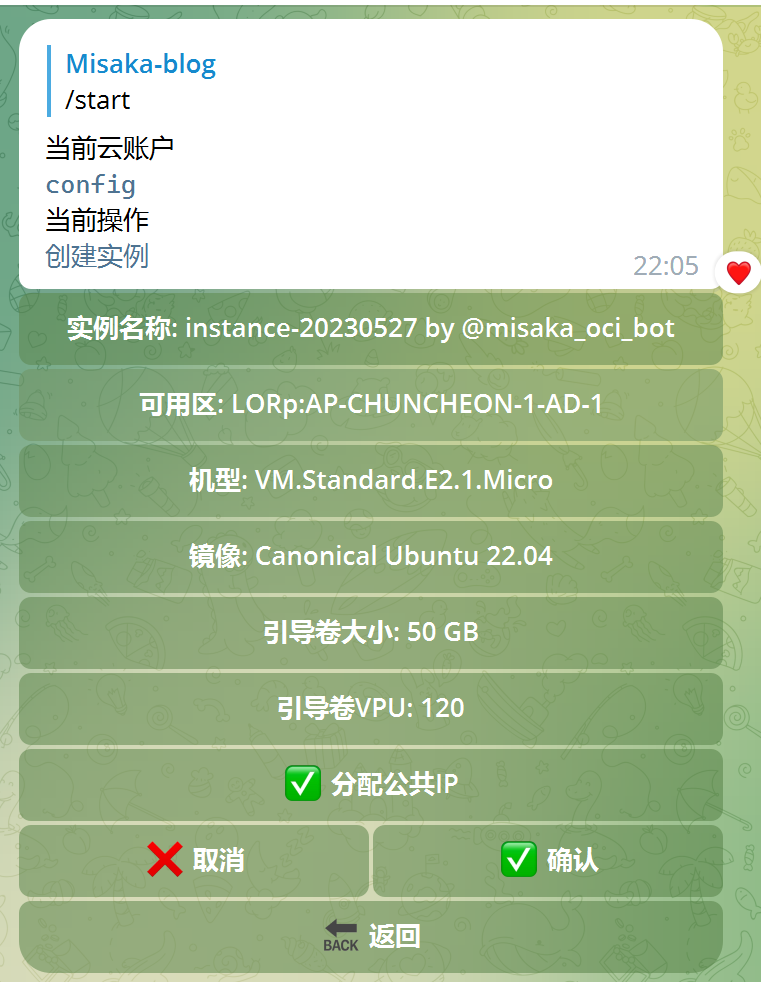 Misaka-blog
/start
当前云账户
config
当前操作
创建实例
22:05
实例名称: instance-20230527 by @misaka_oci_bot
可用区: LORp:AP-CHUNCHEON-1-AD-1
机型: VM.Standard.E2.1.Micro
镜像: Canonical Ubuntu 22.04
引导卷大小: 50 GB
引导卷VPU: 120
✅ 分配公共IP
❌ 取消
✅ 确认
🔙 返回